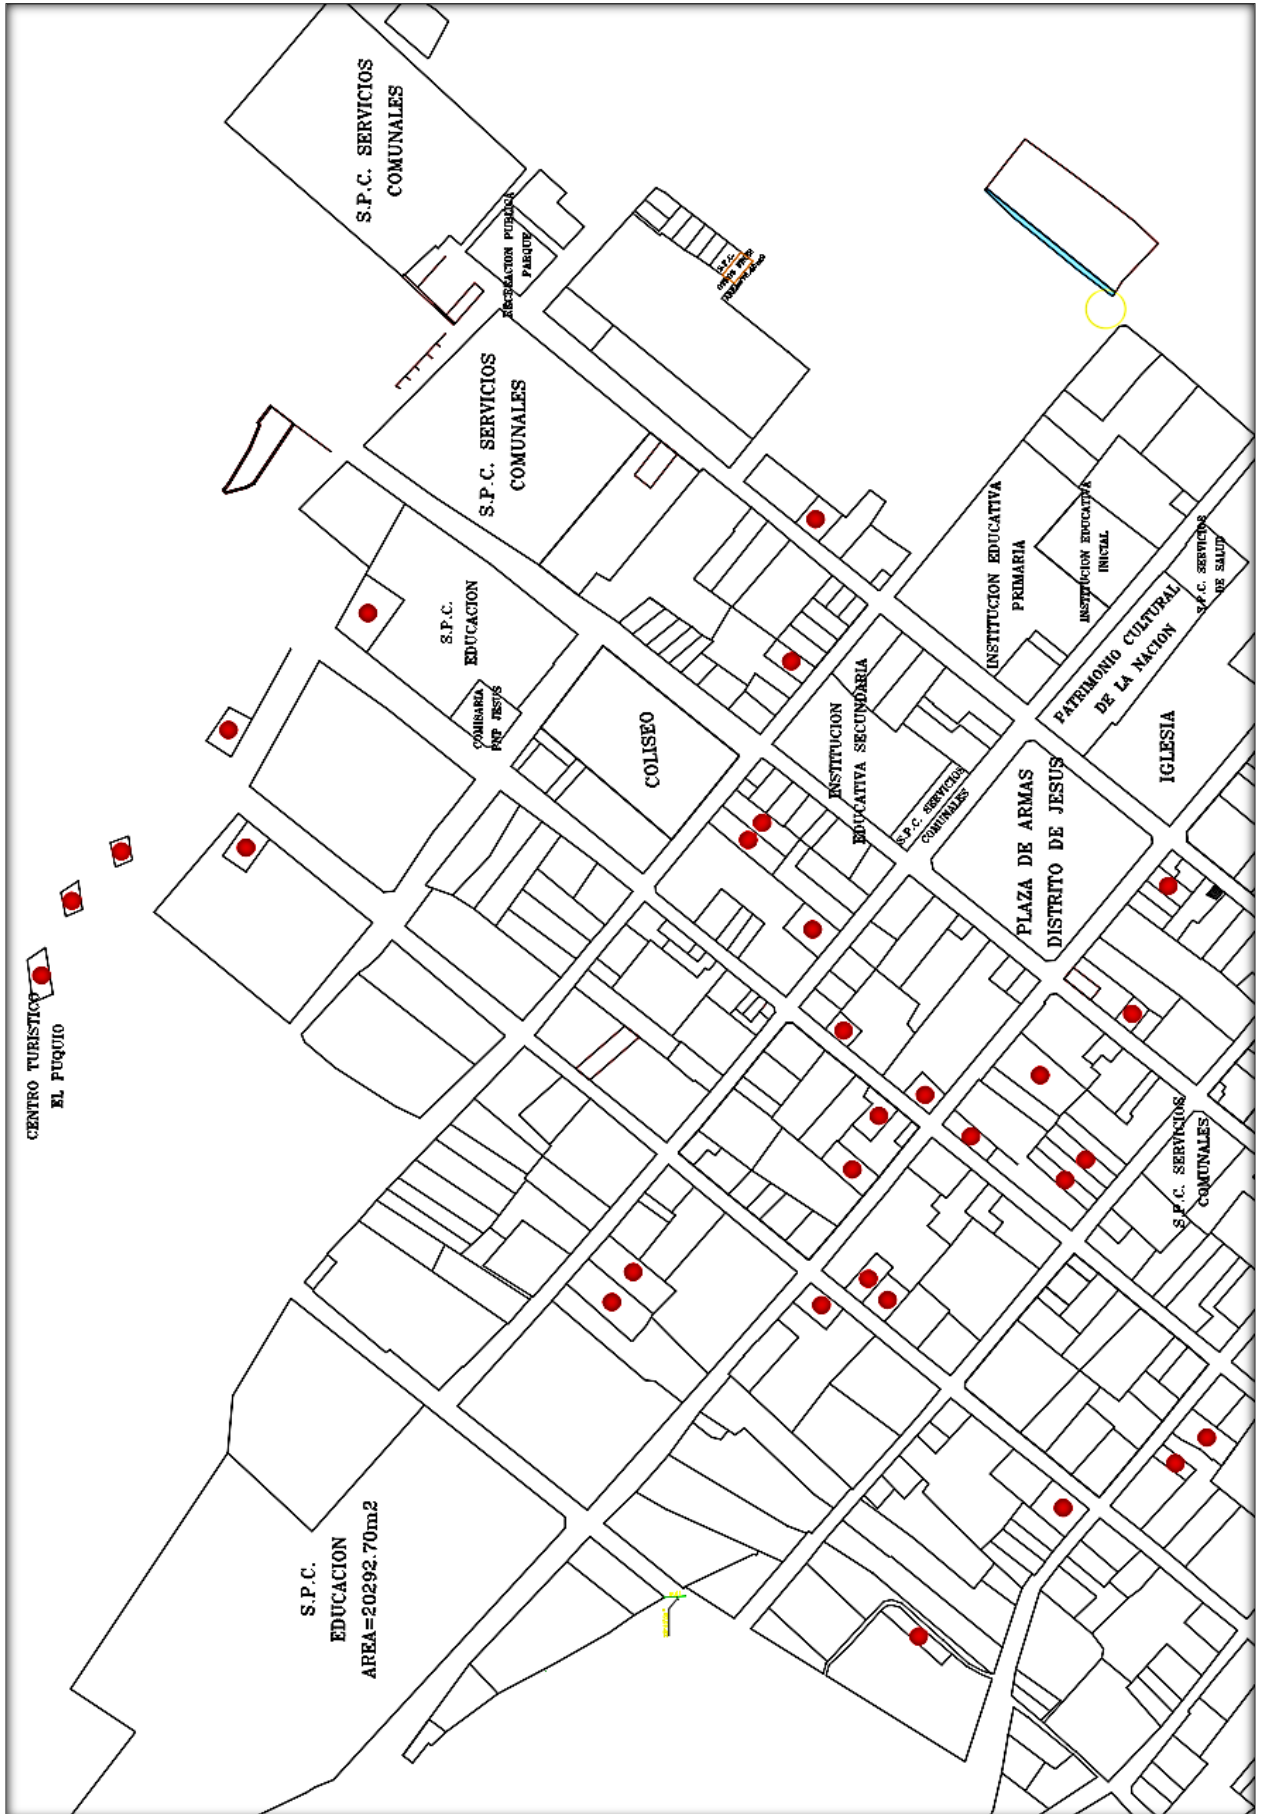 S.P.C. SERVICIOS
COMUNALES
RECREACION PUBLICA
PARQUE
S.P.C.
S.P.C. SERVICIOS
COMUNALES
S.P.C.
EDUCACION
COMISARIA
PNP JESUS
COLISEO
INSTITUCION EDUCATIVA
PRIMARIA
INSTITUCION EDUCATIVA
INICIAL
S.P.C. SERVICIOS
DE SALUD
PATRIMONIO CULTURAL
DE LA NACION
IGLESIA
INSTITUCION
EDUCATIVA SECUNDARIA
S.P.C. SERVICIOS
COMUNALES
PLAZA DE ARMAS
DISTRITO DE JESUS
CENTRO TURISTICO
EL PUQUIO
S.P.C. SERVICIOS
COMUNALES
S.P.C.
EDUCACION
AREA=20292.70m2